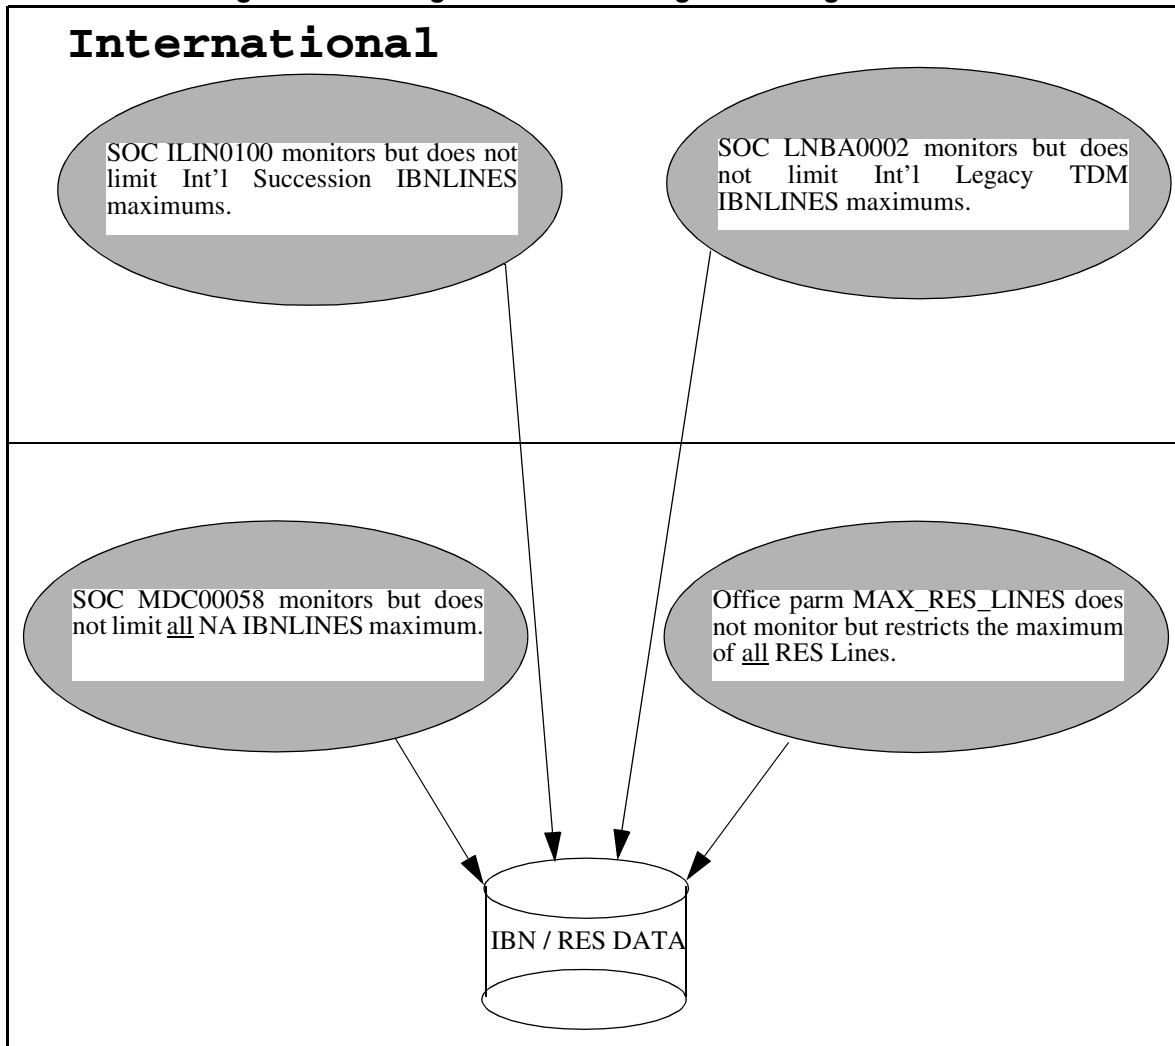 International
SOC ILIN0100 monitors but does not
limit Int'l Succession IBNLINES
maximums.
SOC LNBA0002 monitors but does
not limit Int'l Legacy TDM
IBNLINES maximums.
SOC MDC00058 monitors but does
not limit all NA IBNLINES maximum.
Office parm MAX_RES_LINES does
not monitor but restricts the maximum
of all RES Lines.
IBN / RES DATA